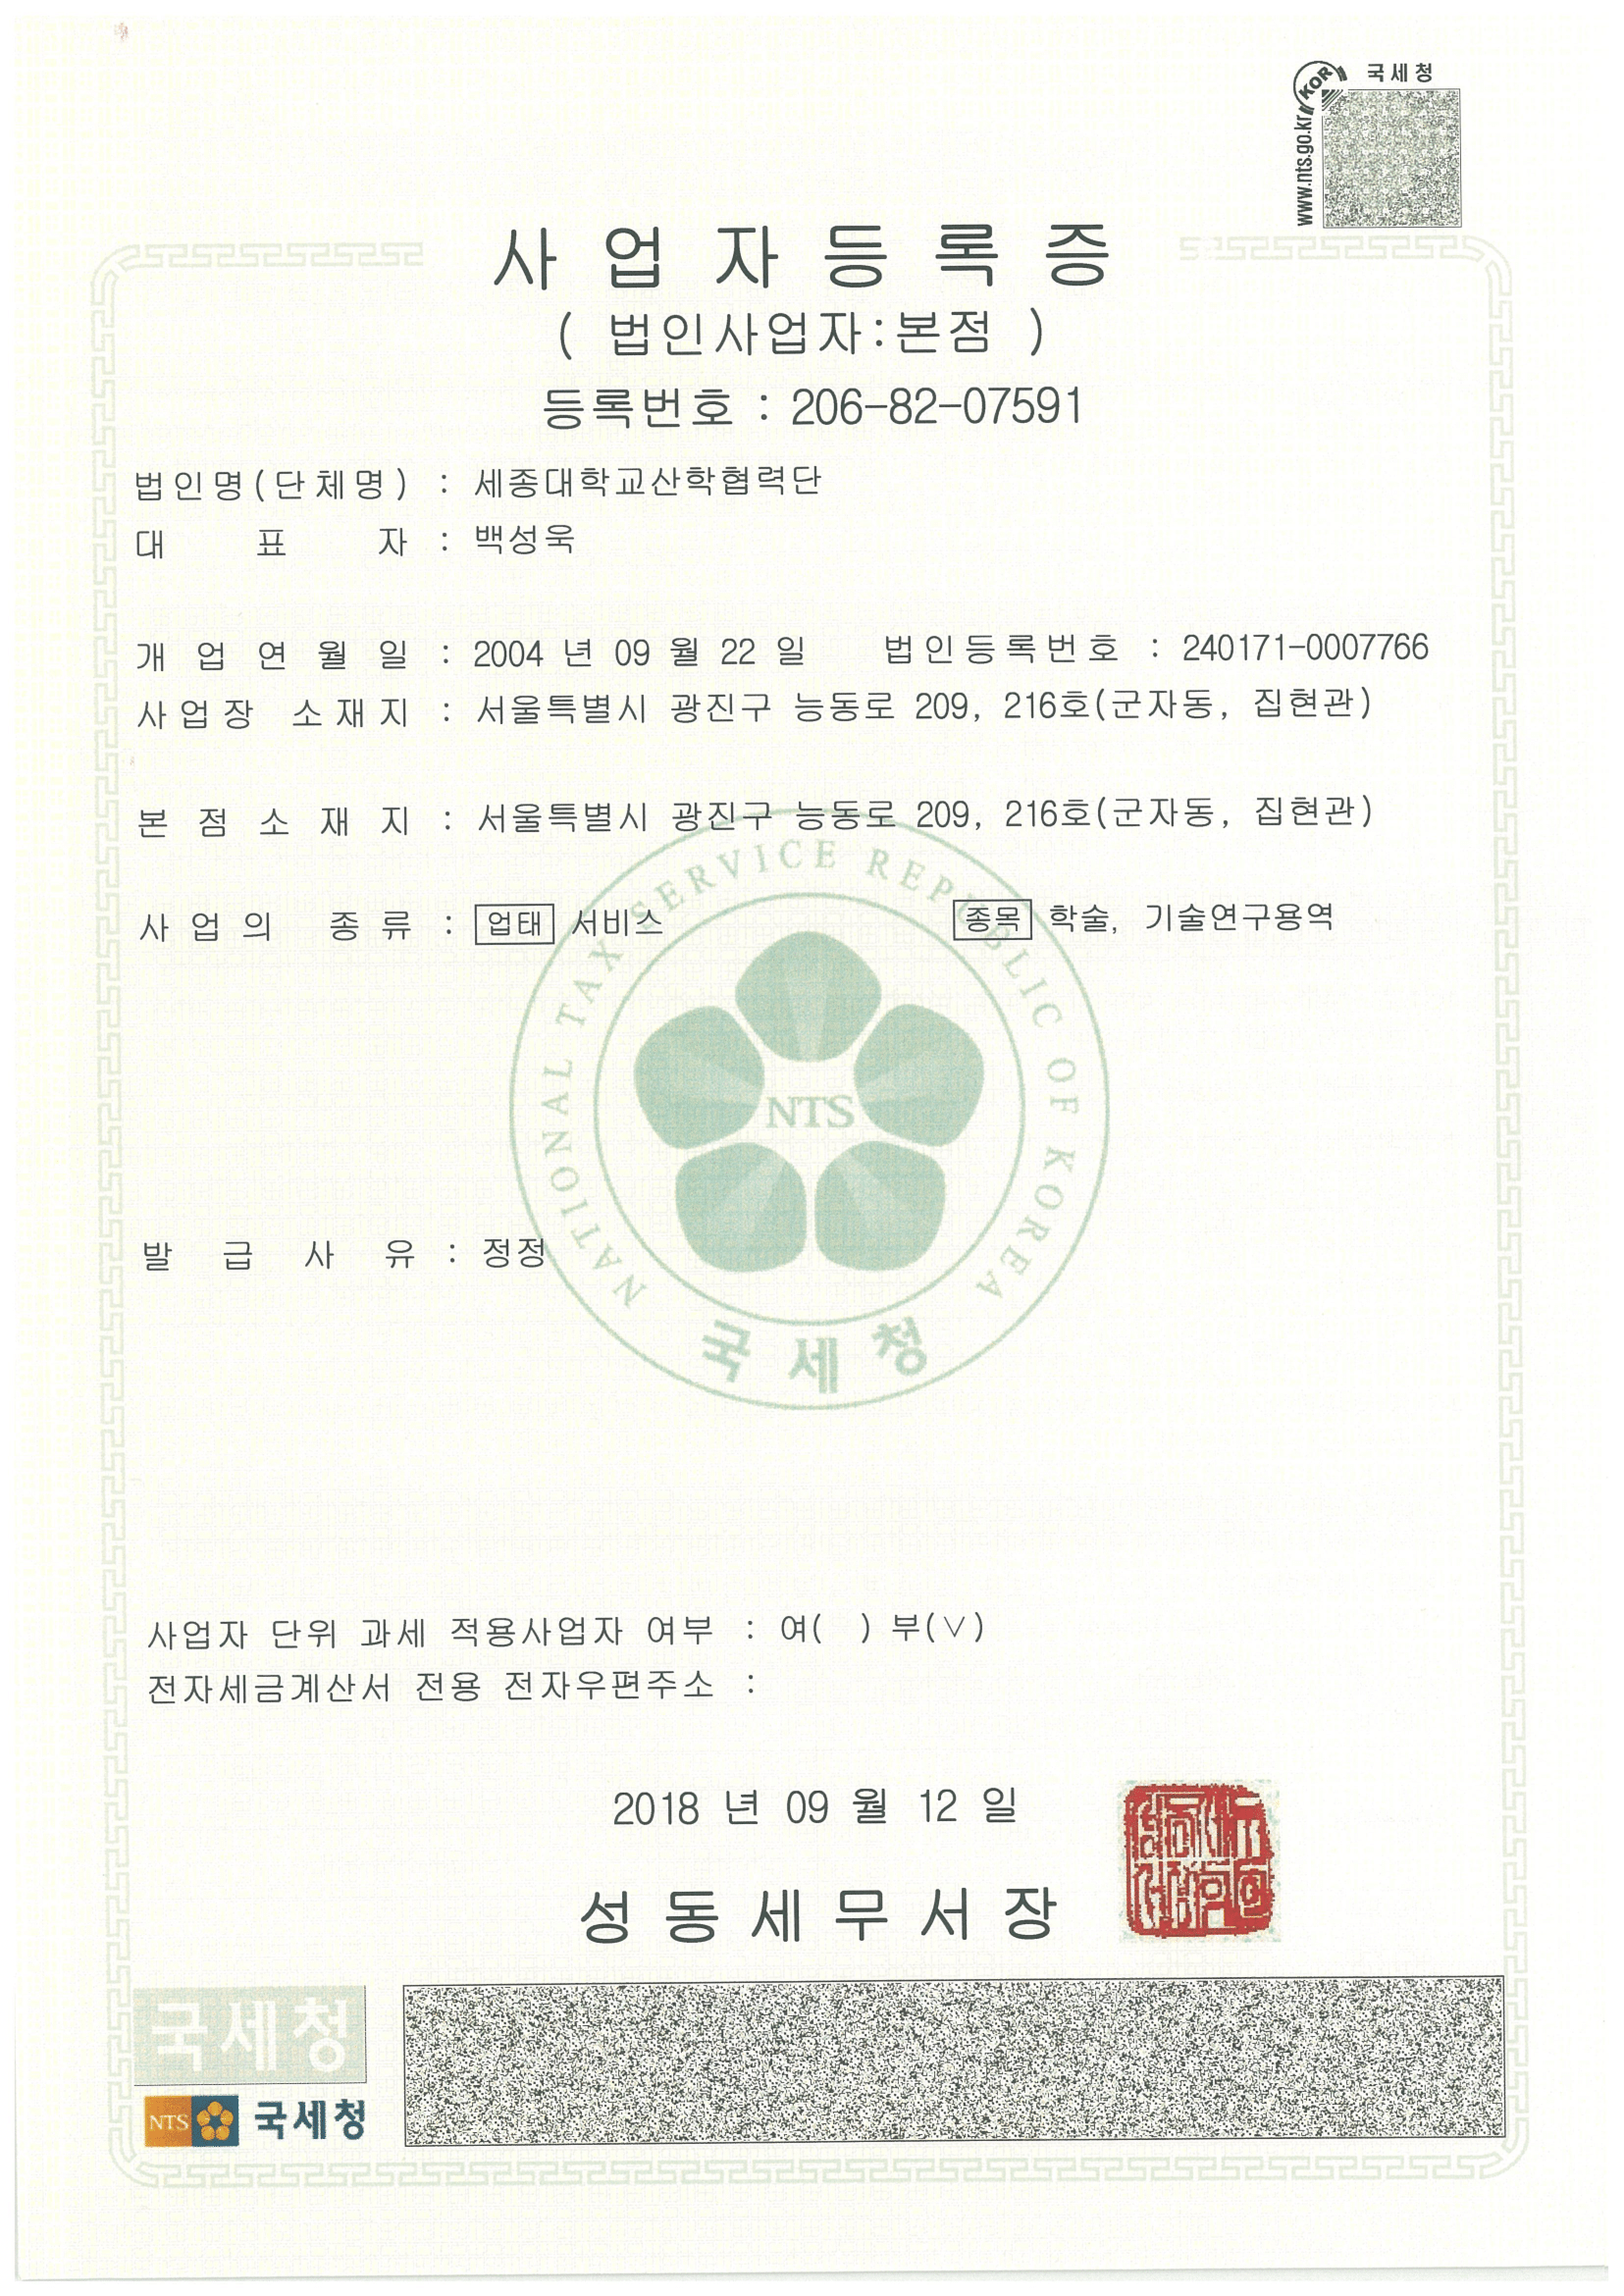 국세청
KOR
www.nts.go.kr
사업자등록증
( 법인사업자:본점 )
등록번호 : 206-82-07591
법인명(단체명) : 세종대학교산학협력단
대 표 자 : 백성욱
개 업 연 월 일 : 2004 년 09 월 22 일 법인등록번호 : 240171-0007766
사업장 소재지 : 서울특별시 광진구 능동로 209, 216호(군자동, 집현관)
본 점 소 재 지 : 서울특별시 광진구 능동로 209, 216호(군자동, 집현관)
사 업 의 종 류 : 업태 서비스 종목 학술, 기술연구용역
NATIONAL TAX SERVICE REPUBLIC OF KOREA
NTS
국세청
발 급 사 유 : 정정
사업자 단위 과세 적용사업자 여부 : 여( ) 부(∨)
전자세금계산서 전용 전자우편주소 :
2018 년 09 월 12 일
성동세무서장
국세청
NTS 국세청